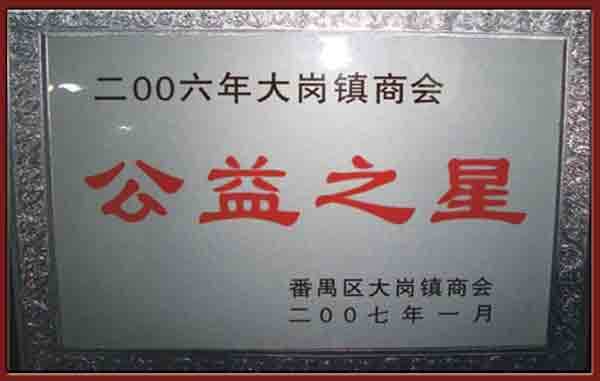 二00六年大岗镇商会
公益之星
番禺区大岗镇商会
二00七年一月